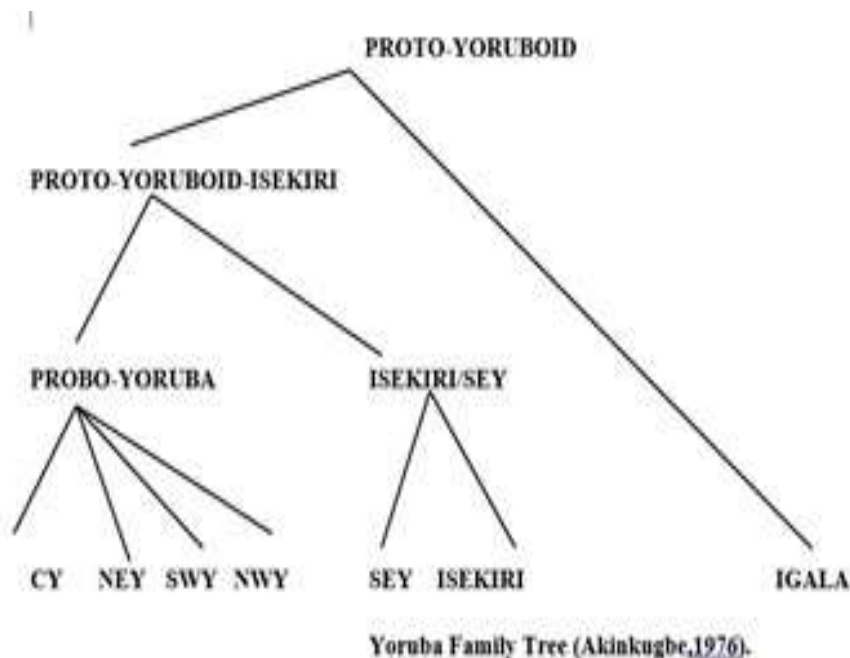 PROTO-YORUBOID
PROTO-YORUBOID-ISEKIRI
PROBO-YORUBA ISEKIRI/SEY
CY NEY SWY NWY SEY ISEKIRI IGALA
Yoruba Family Tree (Akinkugbe,1976).